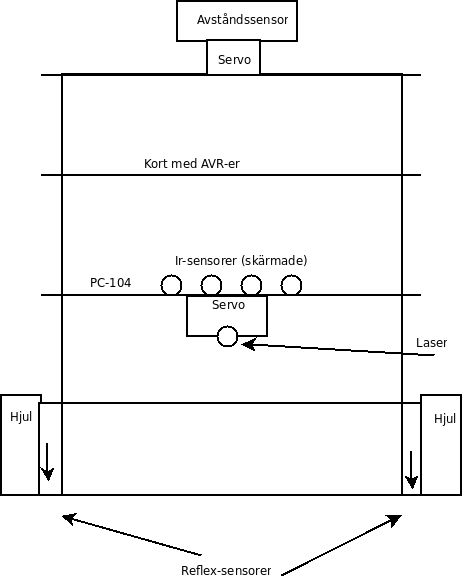 Avståndssensor
Servo
Kort med AVR-er
Ir-sensorer (skärmade)
PC-104
Servo
Laser
Hjul
Hjul
Reflex-sensorer